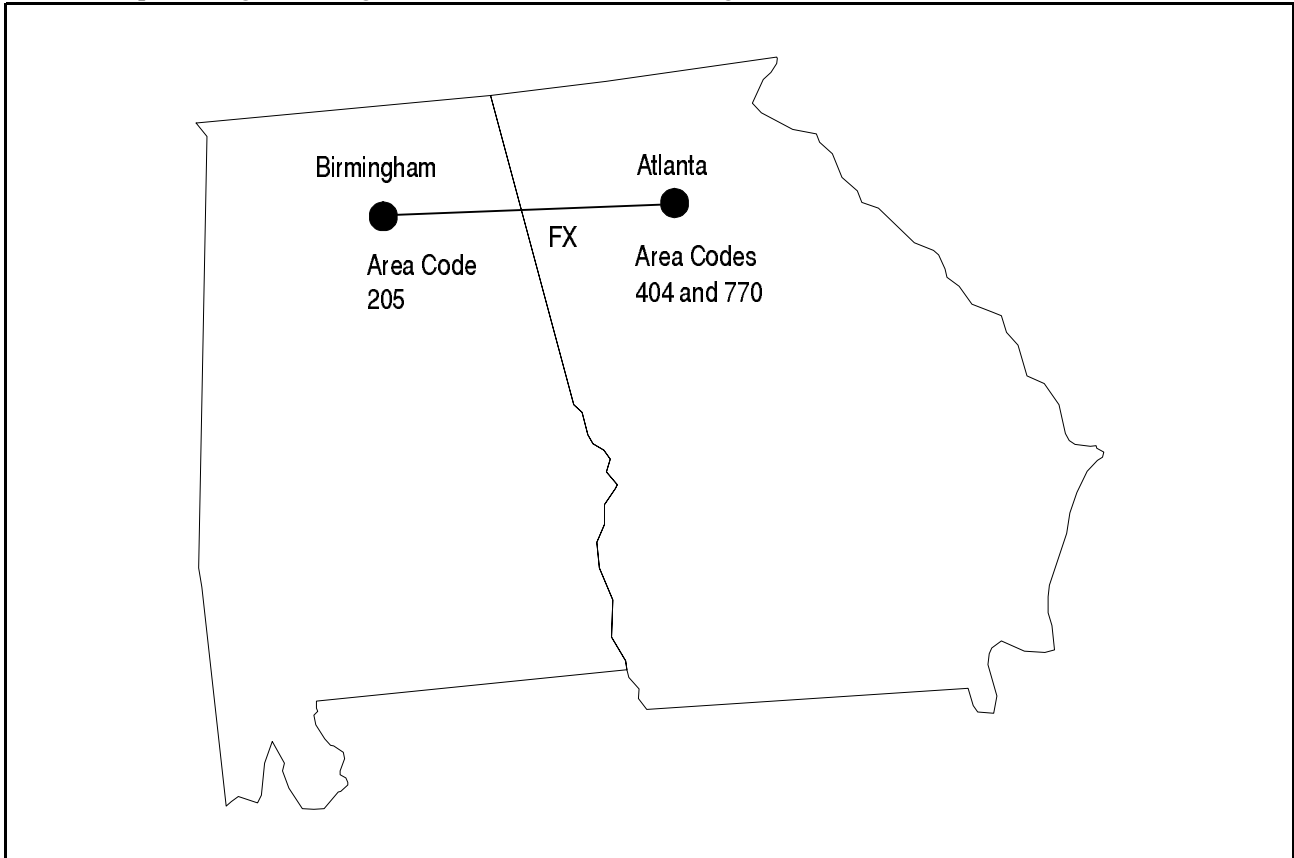 Birmingham
Atlanta
FX
Area Code
205
Area Codes
404 and 770